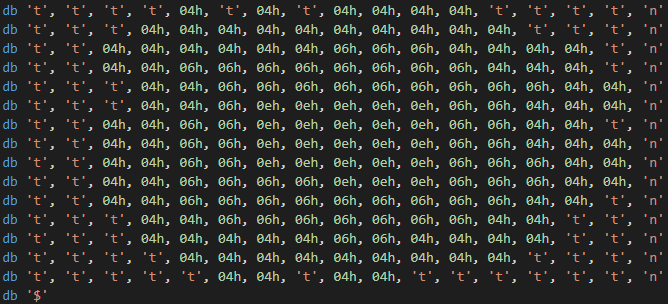 db 't', 't', 't', 't', 04h, 't', 04h, 't', 04h, 04h, 04h, 04h, 't', 't', 't', 't', 'n'
db 't', 't', 't', 04h, 04h, 04h, 04h, 04h, 04h, 04h, 04h, 04h, 04h, 't', 't', 't', 'n'
db 't', 't', 04h, 04h, 04h, 04h, 04h, 04h, 06h, 06h, 04h, 04h, 04h, 04h, 04h, 't', 'n'
db 't', 't', 04h, 04h, 06h, 06h, 06h, 06h, 06h, 06h, 06h, 06h, 04h, 04h, 04h, 't', 'n'
db 't', 't', 't', 04h, 04h, 06h, 06h, 06h, 06h, 06h, 06h, 06h, 06h, 06h, 04h, 04h, 'n'
db 't', 't', 't', 04h, 04h, 06h, 0eh, 0eh, 0eh, 0eh, 0eh, 06h, 06h, 04h, 04h, 04h, 'n'
db 't', 't', 04h, 04h, 06h, 06h, 0eh, 0eh, 0eh, 0eh, 0eh, 06h, 06h, 04h, 04h, 't', 'n'
db 't', 't', 04h, 04h, 06h, 06h, 0eh, 0eh, 0eh, 0eh, 0eh, 06h, 06h, 04h, 04h, 04h, 'n'
db 't', 't', 04h, 04h, 06h, 06h, 0eh, 0eh, 0eh, 0eh, 0eh, 06h, 06h, 04h, 04h, 04h, 'n'
db 't', 't', 04h, 04h, 06h, 06h, 06h, 06h, 0eh, 0eh, 06h, 06h, 06h, 04h, 04h, 04h, 'n'
db 't', 't', 04h, 04h, 06h, 06h, 06h, 06h, 06h, 06h, 06h, 06h, 06h, 04h, 04h, 't', 'n'
db 't', 't', 't', 04h, 04h, 06h, 06h, 06h, 06h, 06h, 06h, 06h, 04h, 04h, 't', 't', 'n'
db 't', 't', 't', 04h, 04h, 04h, 04h, 04h, 06h, 06h, 04h, 04h, 04h, 04h, 't', 't', 'n'
db 't', 't', 't', 't', 04h, 04h, 04h, 04h, 04h, 04h, 04h, 04h, 04h, 't', 't', 't', 'n'
db 't', 't', 't', 't', 't', 04h, 04h, 't', 04h, 04h, 't', 't', 't', 't', 't', 't', 'n'
db '$'